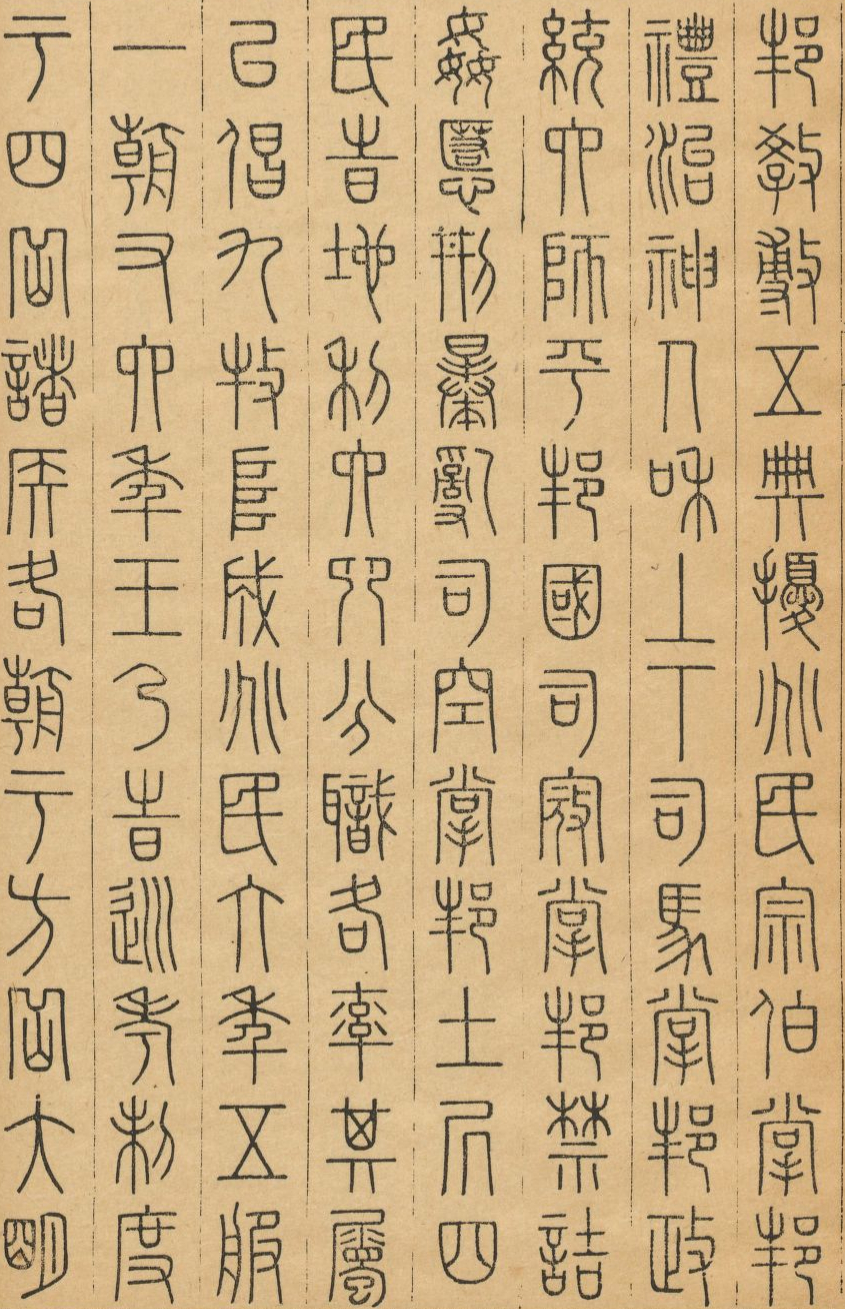 邦教敷五典擾兆民宗伯掌邦
禮治神人和上下司馬掌邦政
統六師平邦國司寇掌邦禁詰
姦慝刑暴亂司空掌邦土居四
民時地利六卿分職各率其屬
以倡九牧阜成兆民六年五服
一朝又六年王乃時巡考制度
于四岳諸侯各朝于方岳大明